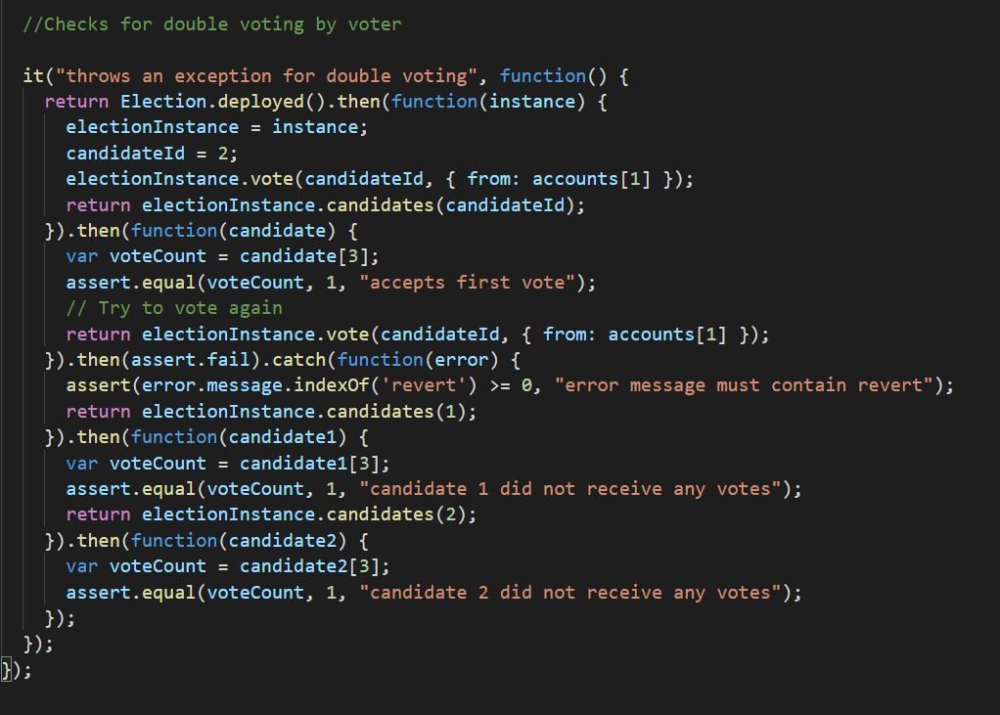 //Checks for double voting by voter
it("throws an exception for double voting", function() {
return Election.deployed().then(function(instance) {
electionInstance = instance;
candidateId = 2;
electionInstance.vote(candidateId, { from: accounts[1] });
return electionInstance.candidates(candidateId);
}).then(function(candidate) {
var voteCount = candidate[3];
assert.equal(voteCount, 1, "accepts first vote");
// Try to vote again
return electionInstance.vote(candidateId, { from: accounts[1] });
}).then(assert.fail).catch(function(error) {
assert(error.message.indexOf('revert') >= 0, "error message must contain revert");
return electionInstance.candidates(1);
}).then(function(candidate1) {
var voteCount = candidate1[3];
assert.equal(voteCount, 1, "candidate 1 did not receive any votes");
return electionInstance.candidates(2);
}).then(function(candidate2) {
var voteCount = candidate2[3];
assert.equal(voteCount, 1, "candidate 2 did not receive any votes");
});
});
});